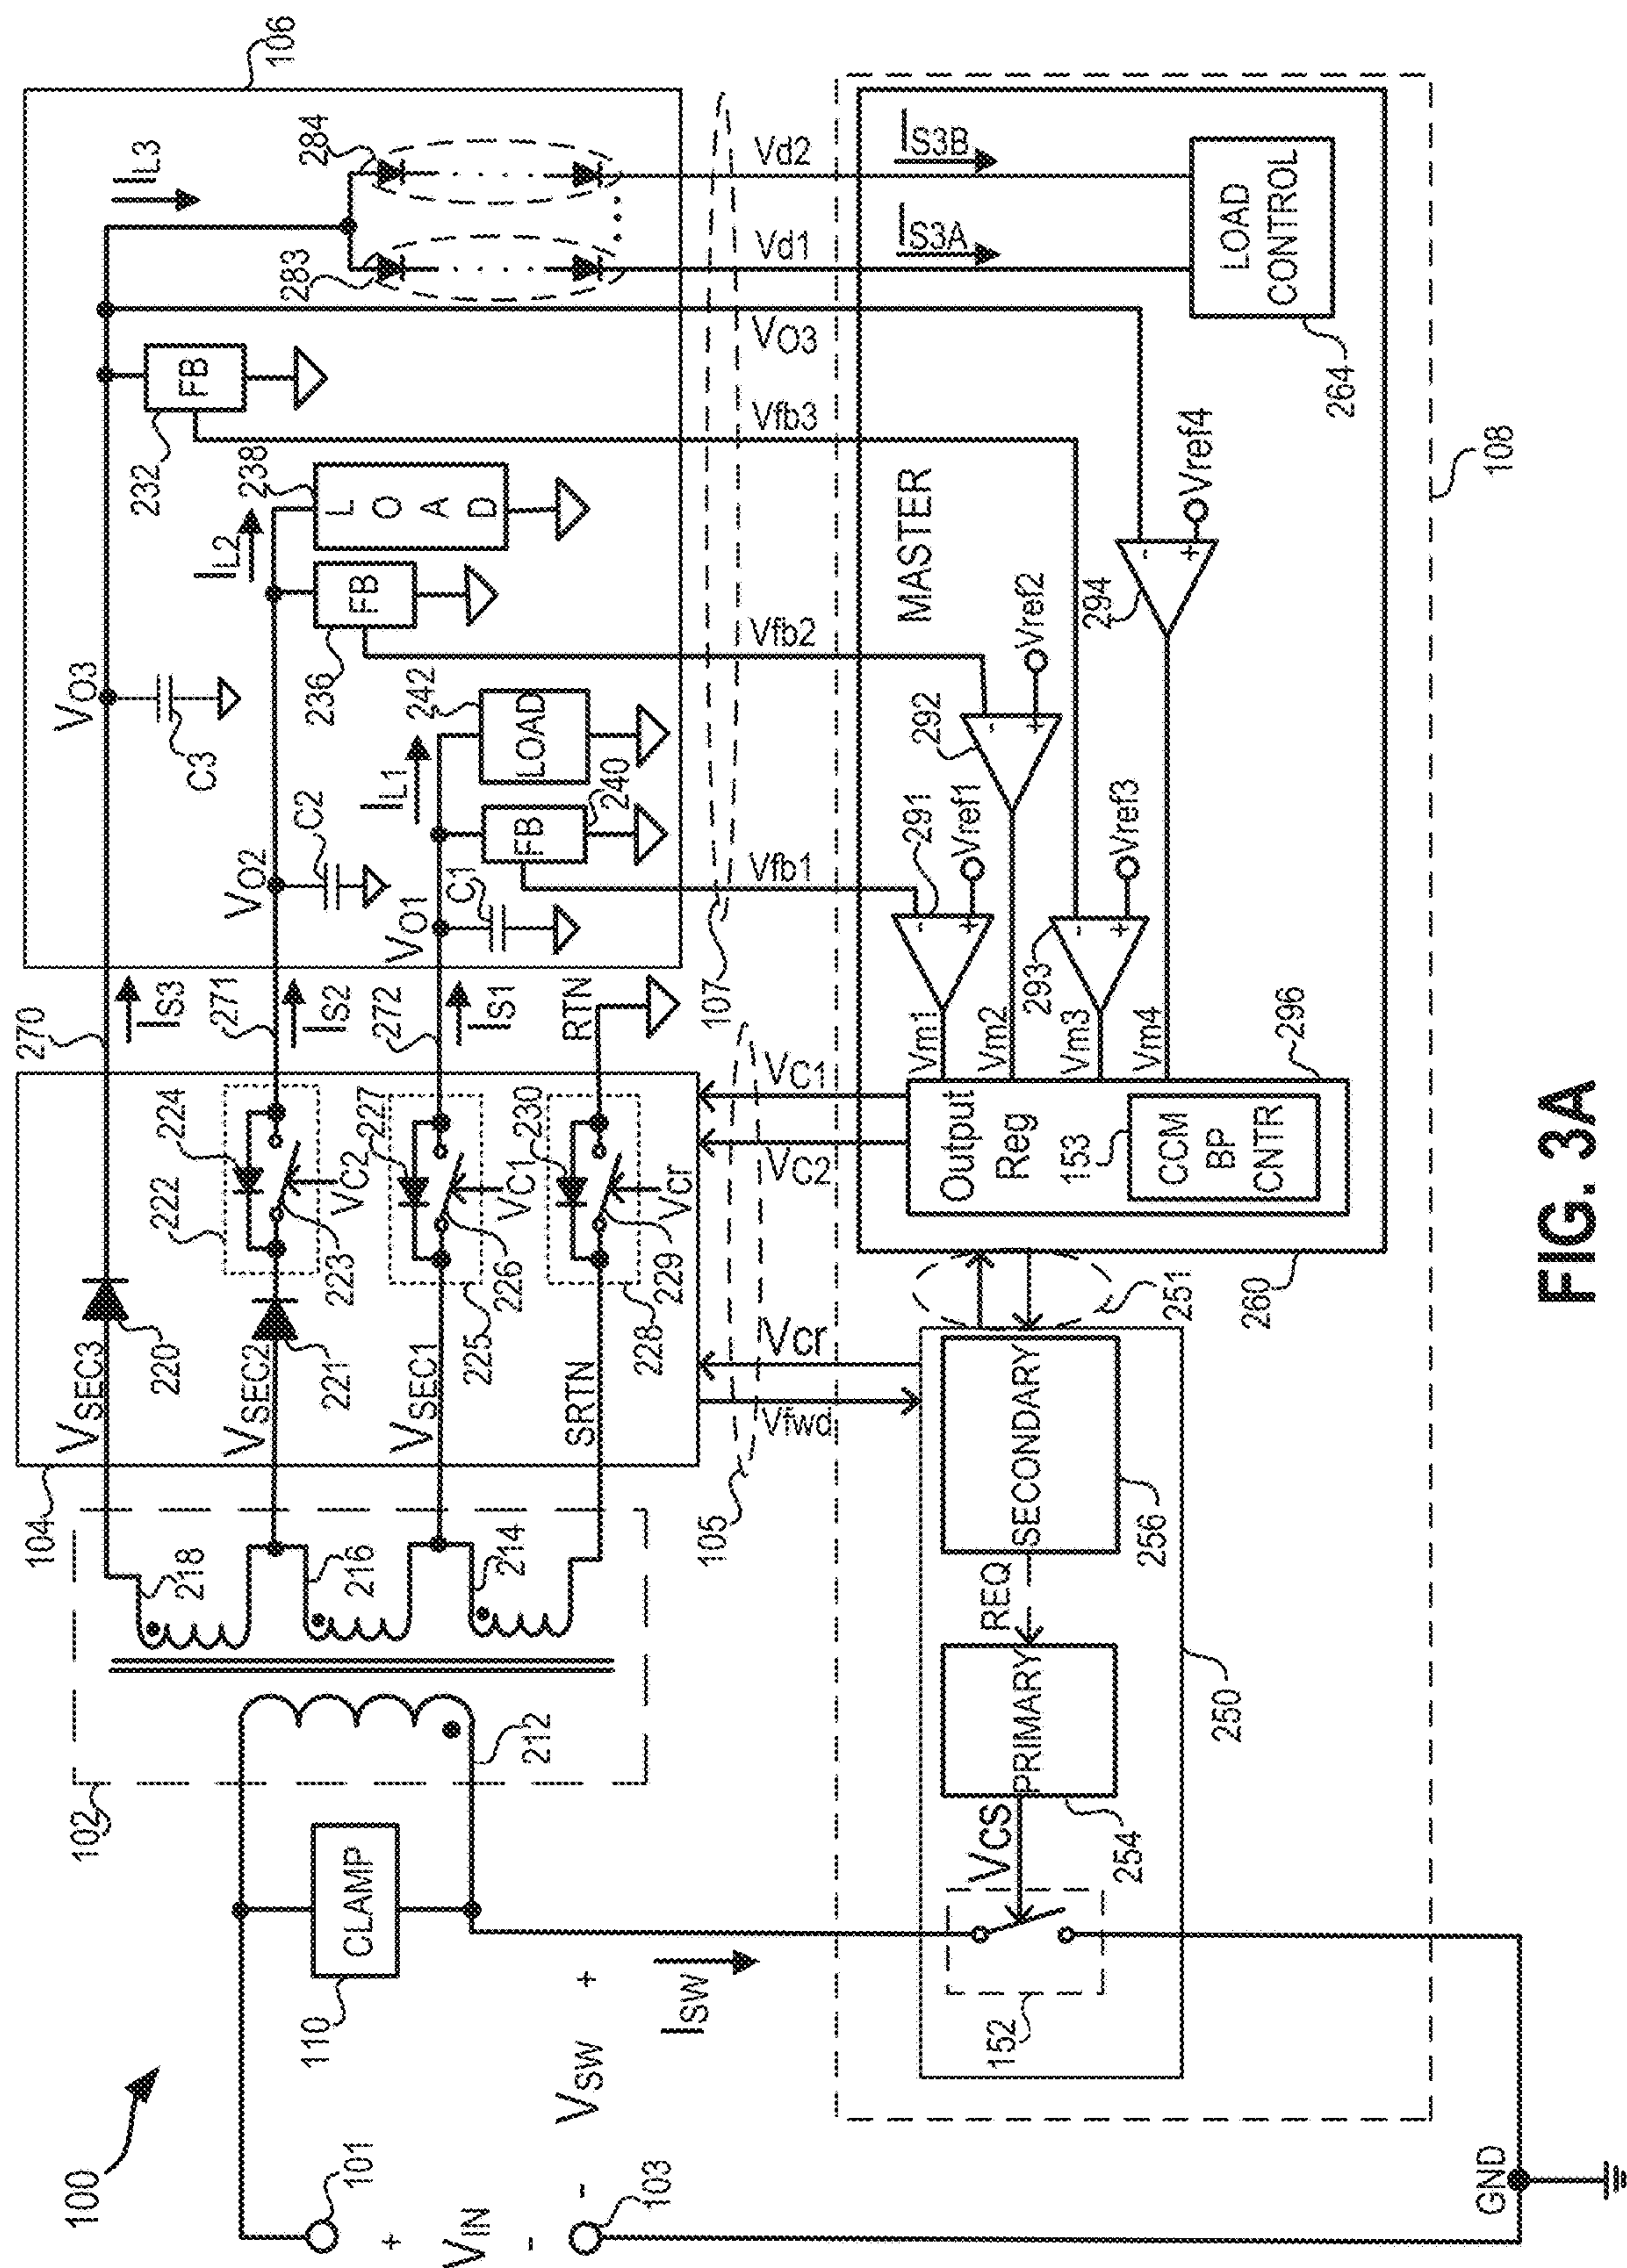 100
101
+
VIN
-
103
GND
VSW
-
+
ISW
110
CLAMP
102
212
218
216
214
104
VSEC3
VSEC2
VSEC1
SRTN
220
221
222
224
223
VC2
225
227
226
VC1
228
230
229
Vcr
270
IS3
271
IS2
272
IS1
RTN
106
VO3
C3
VO2
C2
VO1
C1
IL1
LOAD
242
FB
240
IL2
LOAD
238
FB
236
FB
232
IL3
283
284
105
107
Vfwd
Vcr
VC2
VC1
Vfb1
Vfb2
Vfb3
VO3
Vd1
Vd2
IS3A
IS3B
152
VCS
PRIMARY
254
REQ
SECONDARY
256
250
251
260
MASTER
Output
Reg
153
CCM
BP
CNTR
296
Vm1
Vm2
Vm3
Vm4
291
-
+
Vref1
292
-
+
Vref2
293
-
+
Vref3
294
-
+
Vref4
LOAD
CONTROL
264
108
FIG. 3A